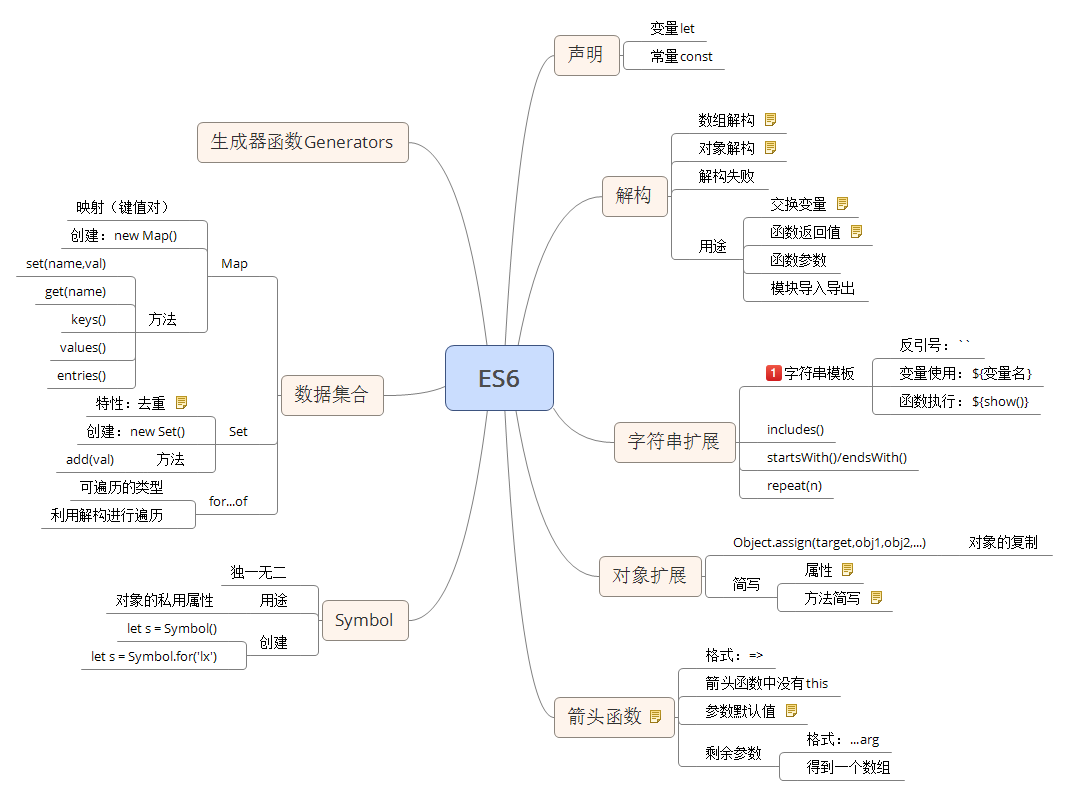 ES6
声明
变量let
常量const
解构
数组解构
对象解构
解构失败
用途
交换变量
函数返回值
函数参数
模块导入导出
字符串扩展
1 字符串模板
反引号：``
变量使用：${变量名}
函数执行：${show()}
includes()
startsWith()/endsWith()
repeat(n)
对象扩展
Object.assign(target,obj1,obj2,...)
对象的复制
简写
属性
方法简写
箭头函数
格式：=>
箭头函数中没有this
参数默认值
剩余参数
格式：...arg
得到一个数组
生成器函数Generators
数据集合
Map
映射（键值对）
创建：new Map()
方法
set(name,val)
get(name)
keys()
values()
entries()
Set
特性：去重
创建：new Set()
方法
add(val)
for...of
可遍历的类型
利用解构进行遍历
Symbol
独一无二
用途
对象的私用属性
创建
let s = Symbol()
let s = Symbol.for('lx')